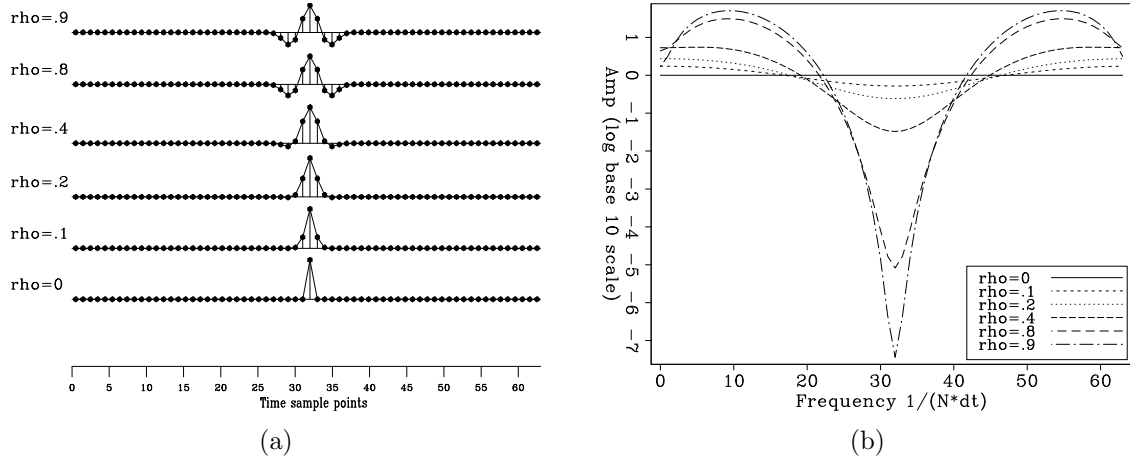 rho=.9
rho=.8
rho=.4
rho=.2
rho=.1
rho=0
0 5 10 15 20 25 30 35 40 45 50 55 60
Time sample points
(a)
Amp (log base 10 scale)
1
0
−1
−2
−3
−4
−5
−6
−7
rho=0
rho=.1
rho=.2
rho=.4
rho=.8
rho=.9
0 10 20 30 40 50 60
Frequency 1/(N*dt)
(b)